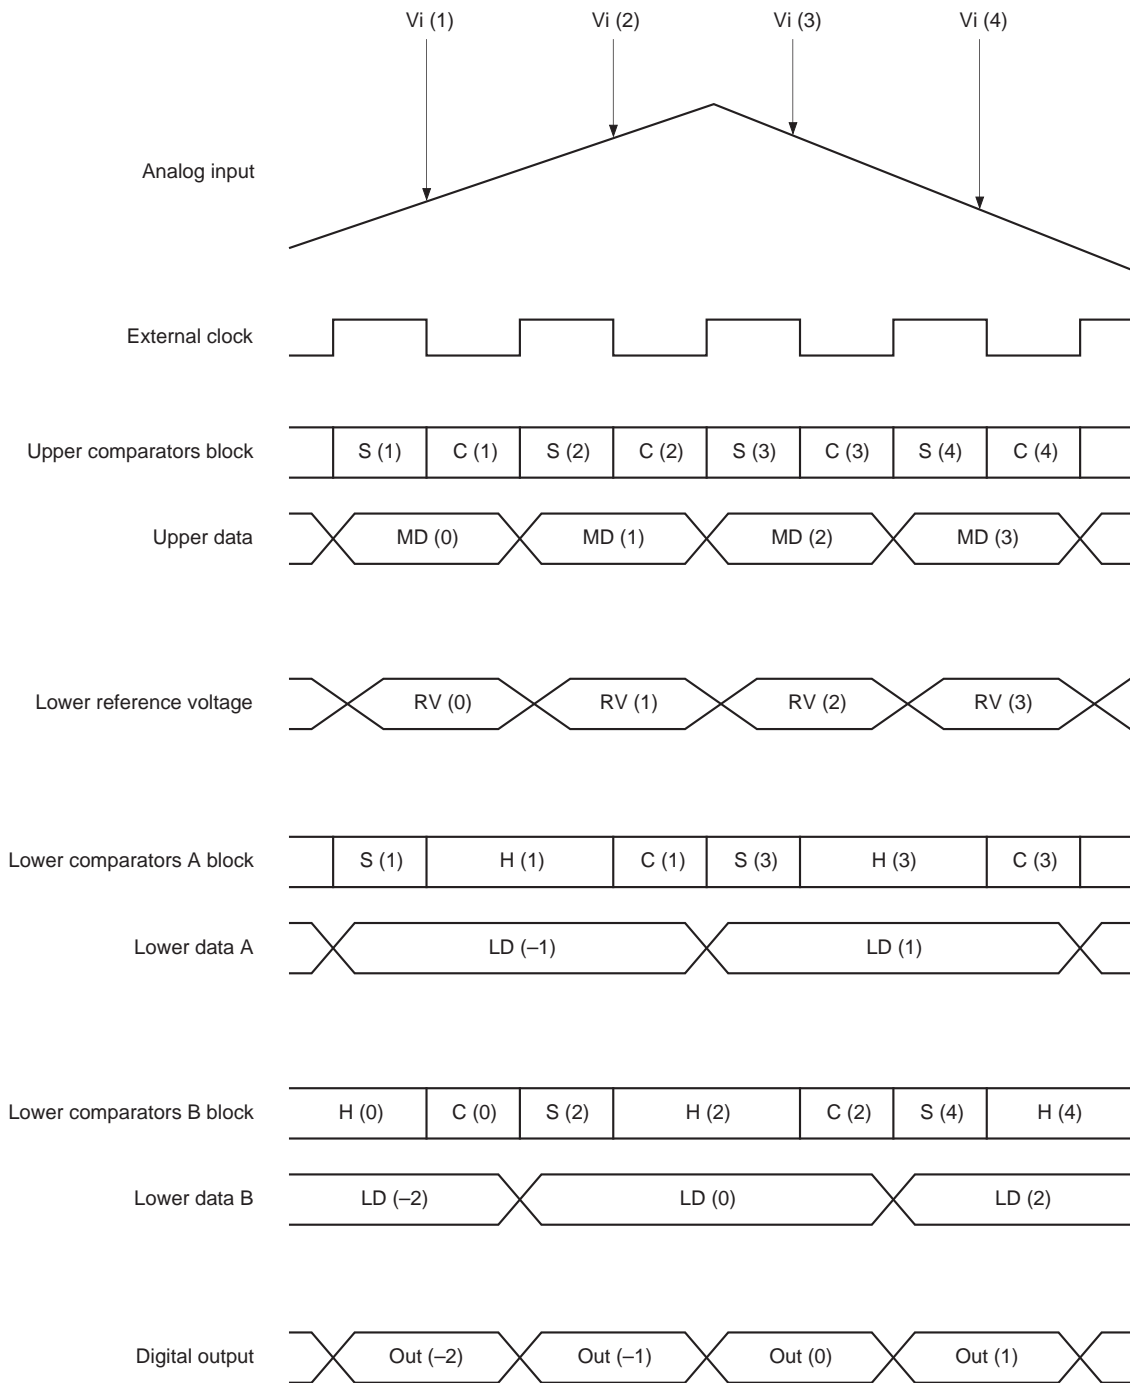 Vi (1) Vi (2) Vi (3) Vi (4)
Analog input
External clock
Upper comparators block S (1) C (1) S (2) C (2) S (3) C (3) S (4) C (4)
Upper data MD (0) MD (1) MD (2) MD (3)
Lower reference voltage RV (0) RV (1) RV (2) RV (3)
Lower comparators A block S (1) H (1) C (1) S (3) H (3) C (3)
Lower data A LD (–1) LD (1)
Lower comparators B block H (0) C (0) S (2) H (2) C (2) S (4) H (4)
Lower data B LD (–2) LD (0) LD (2)
Digital output Out (–2) Out (–1) Out (0) Out (1)